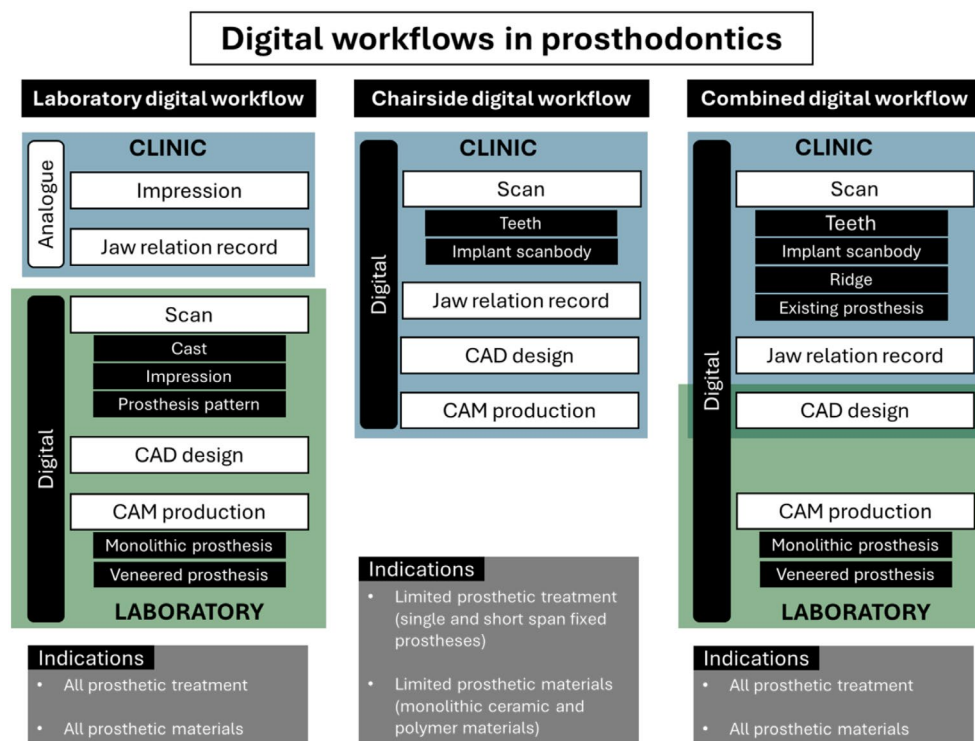 Digital workflows in prosthodontics
Laboratory digital workflow
CLINIC
Analogue
Impression
Jaw relation record
Digital
Scan
Cast
Impression
Prosthesis pattern
CAD design
CAM production
Monolithic prosthesis
Veneered prosthesis
LABORATORY
Indications
• All prosthetic treatment
• All prosthetic materials
Chairside digital workflow
CLINIC
Digital
Scan
Teeth
Implant scanbody
Jaw relation record
CAD design
CAM production
Indications
• Limited prosthetic treatment
(single and short span fixed
prostheses)
• Limited prosthetic materials
(monolithic ceramic and
polymer materials)
Combined digital workflow
CLINIC
Digital
Scan
Teeth
Implant scanbody
Ridge
Existing prosthesis
Jaw relation record
CAD design
CAM production
Monolithic prosthesis
Veneered prosthesis
LABORATORY
Indications
• All prosthetic treatment
• All prosthetic materials